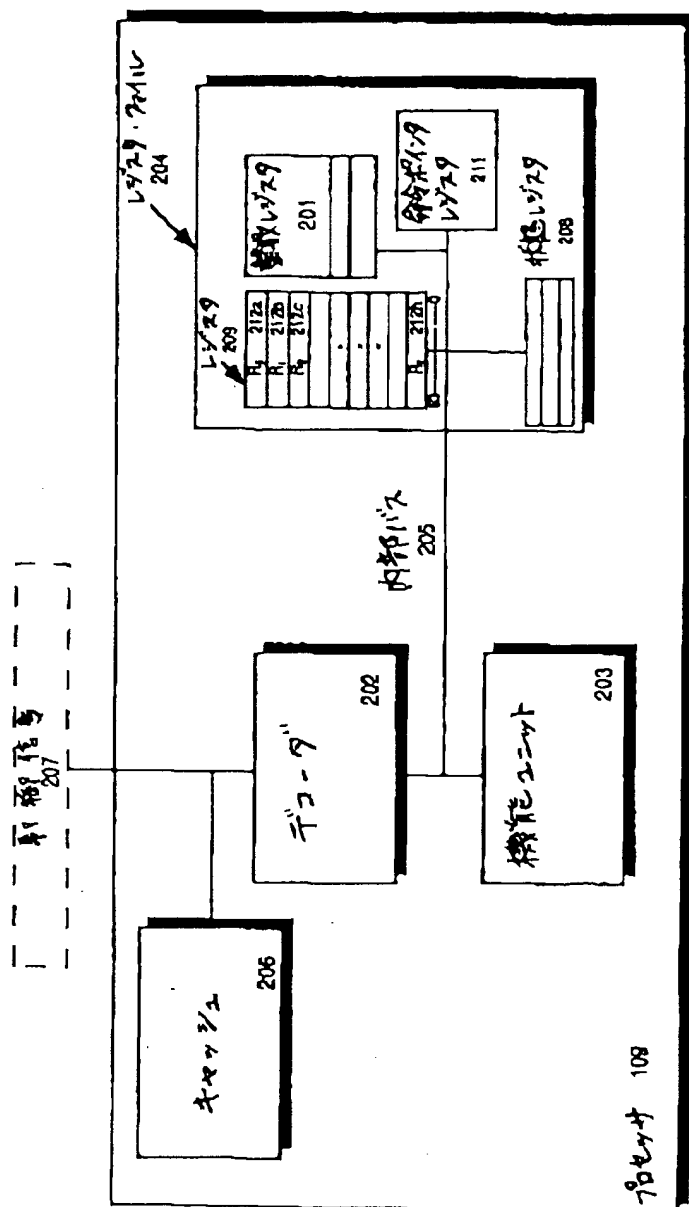 制御信号
207
キャッシュ
206
デコーダ
202
機能ユニット
203
内部バス
205
レジスタ・ファイル
204
レジスタ
209
R₀ 212a
R₁ 212b
R₂ 212c
R₇ 212h
63 0
整数レジスタ
201
命令ポインタ
レジスタ
211
状態レジスタ
208
プロセッサ 109